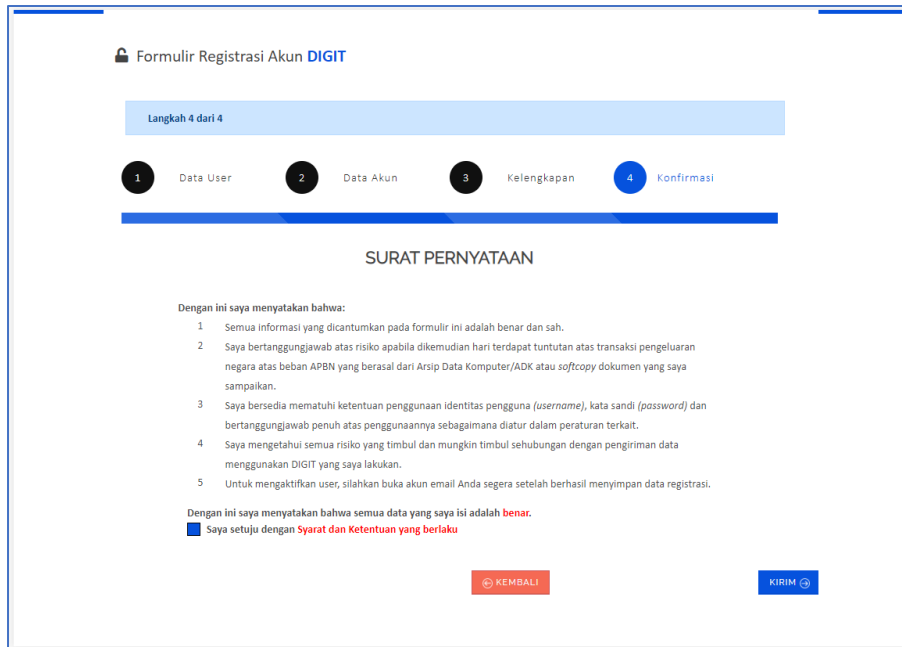 Formulir Registrasi Akun DIGIT
Langkah 4 dari 4
1 Data User 2 Data Akun 3 Kelengkapan 4 Konfirmasi
SURAT PERNYATAAN
Dengan ini saya menyatakan bahwa:
1 Semua informasi yang dicantumkan pada formulir ini adalah benar dan sah.
2 Saya bertanggungjawab atas risiko apabila dikemudian hari terdapat tuntutan atas transaksi pengeluaran
negara atas beban APBN yang berasal dari Arsip Data Komputer/ADK atau softcopy dokumen yang saya
sampaikan.
3 Saya bersedia mematuhi ketentuan penggunaan identitas pengguna (username), kata sandi (password) dan
bertanggungjawab penuh atas penggunaannya sebagaimana diatur dalam peraturan terkait.
4 Saya mengetahui semua risiko yang timbul dan mungkin timbul sehubungan dengan pengiriman data
menggunakan DIGIT yang saya lakukan.
5 Untuk mengaktifkan user, silahkan buka akun email Anda segera setelah berhasil menyimpan data registrasi.
Dengan ini saya menyatakan bahwa semua data yang saya isi adalah benar.
Saya setuju dengan Syarat dan Ketentuan yang berlaku
KEMBALI KIRIM